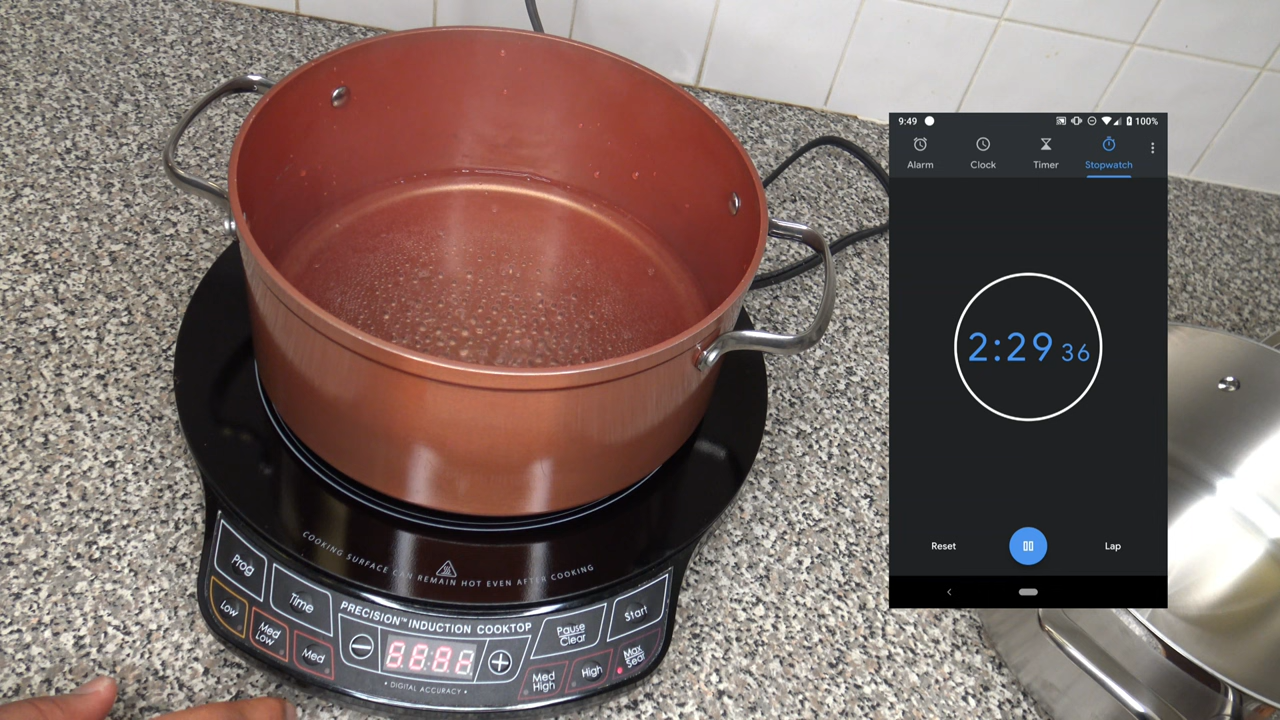 9:49
100%
Alarm
Clock
Timer
Stopwatch
2:29 36
Reset
Lap
COOKING SURFACE CAN REMAIN HOT EVEN AFTER COOKING
Prog
Time
PRECISION™ INDUCTION COOKTOP
Pause
Clear
Start
Low
Med
Low
Med
Med
High
High
Max
Sear
• DIGITAL ACCURACY •